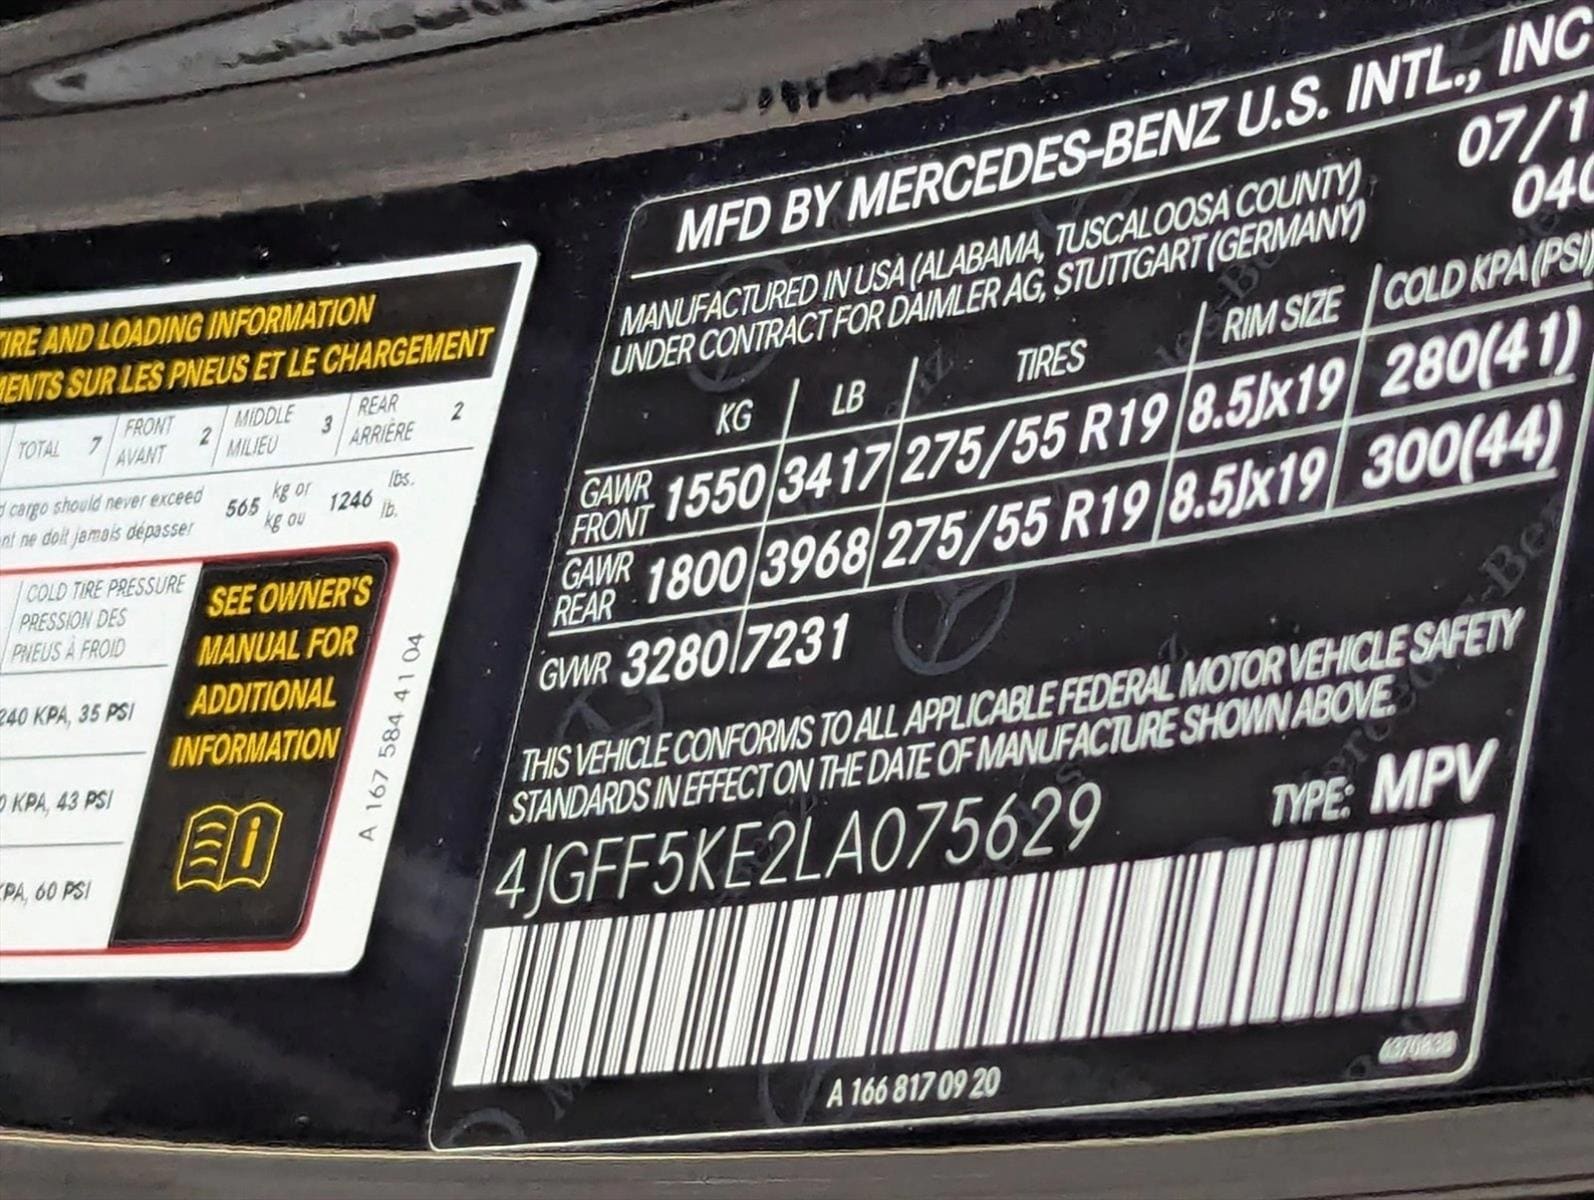 TIRE AND LOADING INFORMATION
MENTS SUR LES PNEUS ET LE CHARGEMENT
TOTAL 7 FRONT AVANT 2 MIDDLE MILIEU 3 REAR ARRIÈRE 2
d cargo should never exceed 565 kg or 1246 lbs.
nt ne doit jamais dépasser kg ou lb.
COLD TIRE PRESSURE
PRESSION DES
PNEUS À FROID
240 KPA, 35 PSI
0 KPA, 43 PSI
KPA, 60 PSI
SEE OWNER'S
MANUAL FOR
ADDITIONAL
INFORMATION
A 167 584 41 04
MFD BY MERCEDES-BENZ U.S. INTL., INC
07/1
MANUFACTURED IN USA (ALABAMA, TUSCALOOSA COUNTY)
040
UNDER CONTRACT FOR DAIMLER AG, STUTTGART (GERMANY)
KG LB TIRES RIM SIZE COLD KPA (PSI)
GAWR FRONT 1550 3417 275/55 R19 8.5Jx19 280(41)
GAWR REAR 1800 3968 275/55 R19 8.5Jx19 300(44)
GVWR 3280 7231
THIS VEHICLE CONFORMS TO ALL APPLICABLE FEDERAL MOTOR VEHICLE SAFETY
STANDARDS IN EFFECT ON THE DATE OF MANUFACTURE SHOWN ABOVE.
4JGFF5KE2LA075629 TYPE: MPV
A 166 817 09 20